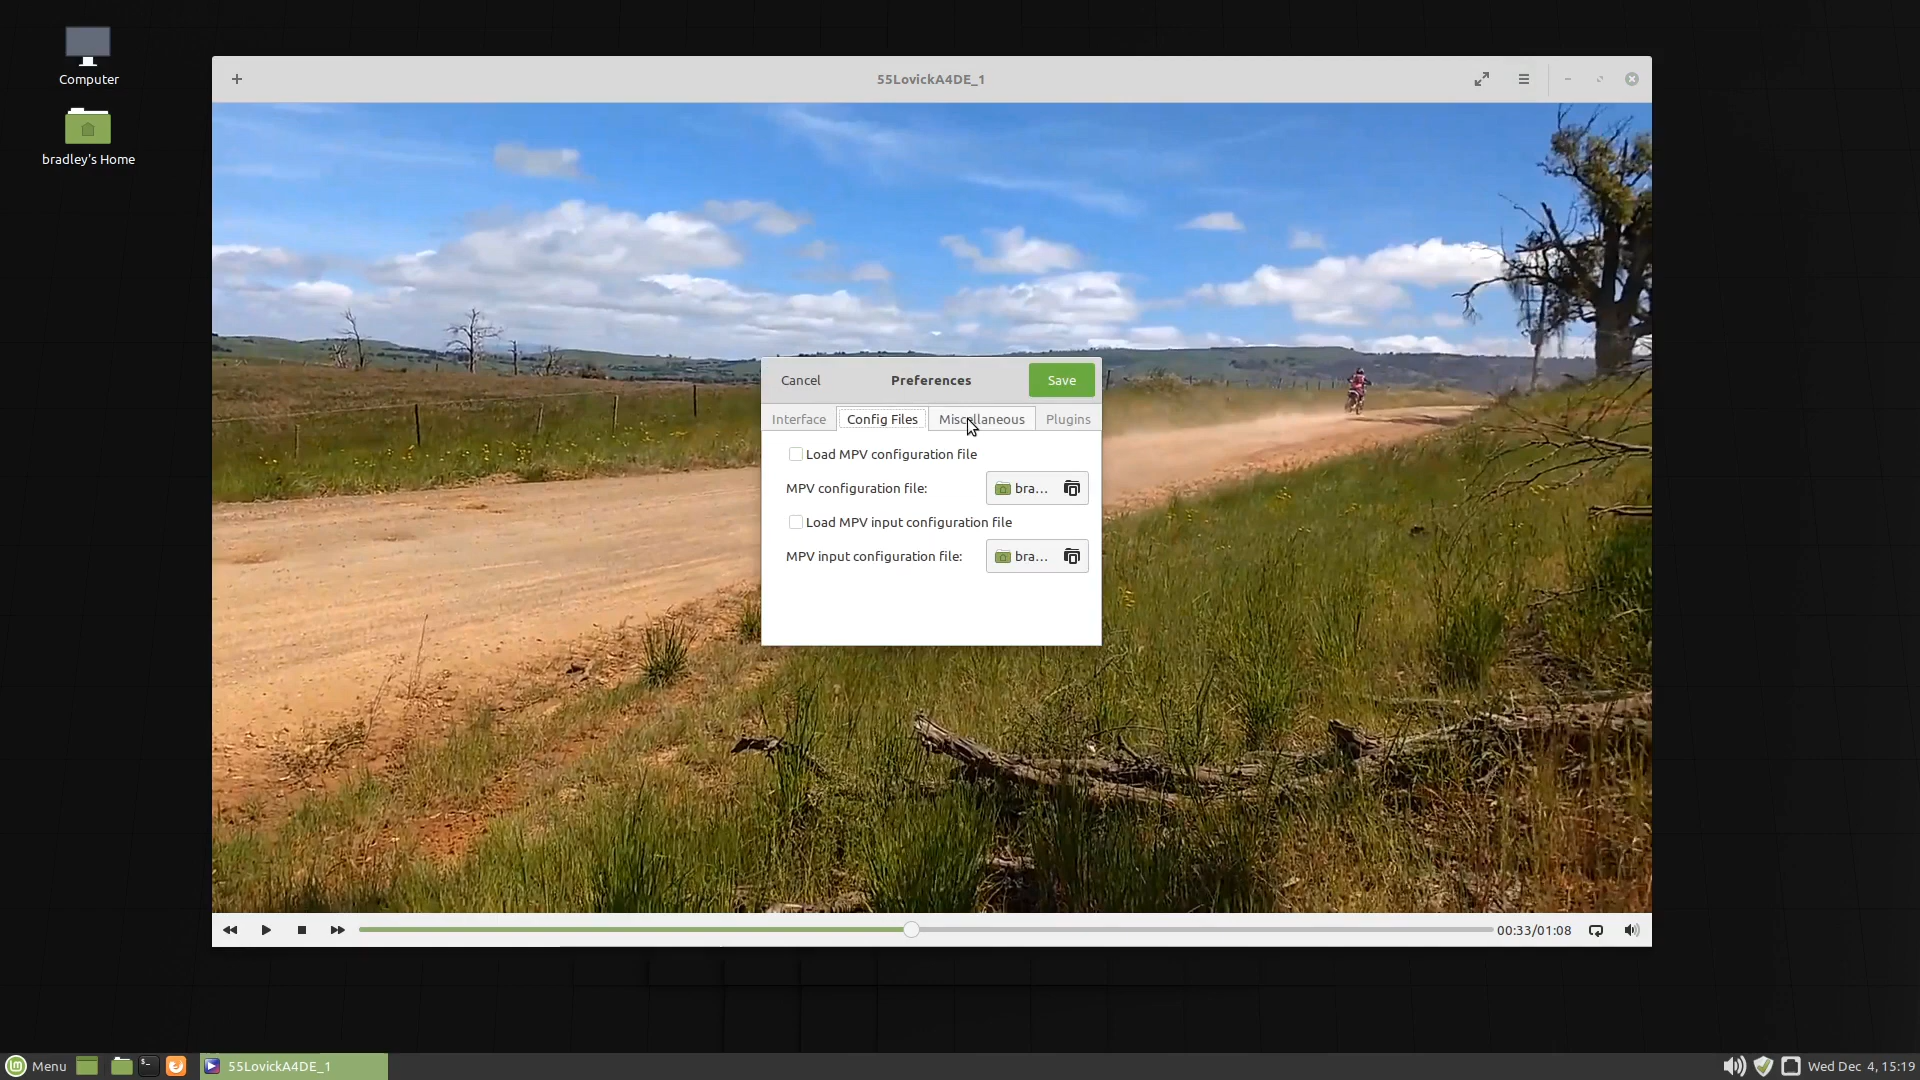 Computer
bradley's Home
55LovickA4DE_1
Cancel
Preferences
Save
Interface
Config Files
Miscellaneous
Plugins
Load MPV configuration file
MPV configuration file:
bra...
Load MPV input configuration file
MPV input configuration file:
bra...
00:33/01:08
Menu
55LovickA4DE_1
Wed Dec 4, 15:19